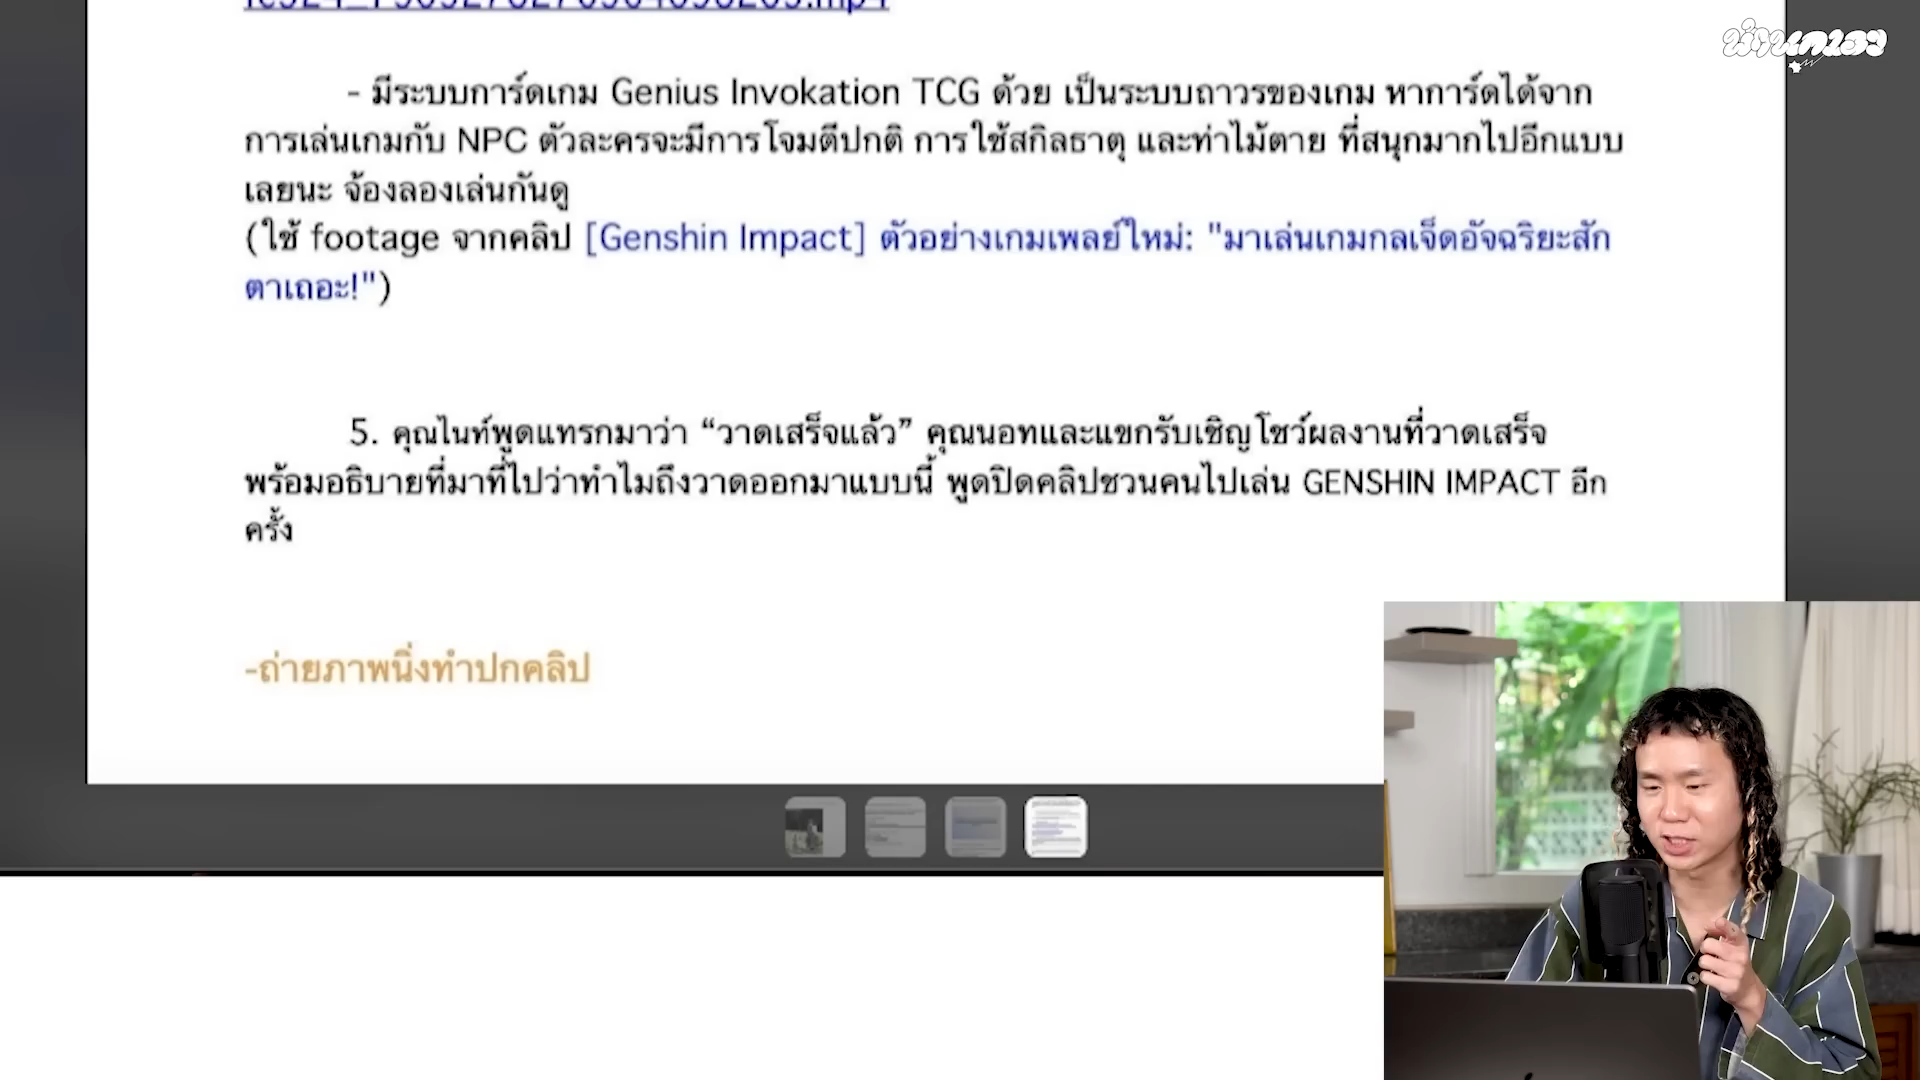 - มีระบบการ์ดเกม Genius Invokation TCG ด้วย เป็นระบบถาวรของเกม หาการ์ดได้จาก
การเล่นเกมกับ NPC ตัวละครจะมีการโจมตีปกติ การใช้สกิลธาตุ และท่าไม้ตาย ที่สนุกมากไปอีกแบบ
เลยนะ จ้องลองเล่นกันดู
(ใช้ footage จากคลิป [Genshin Impact] ตัวอย่างเกมเพลย์ใหม่: "มาเล่นเกมกลเจ็ดอัจฉริยะสัก
ตาเถอะ!")
5. คุณไนท์พูดแทรกมาว่า “วาดเสร็จแล้ว” คุณนอทและแขกรับเชิญโชว์ผลงานที่วาดเสร็จ
พร้อมอธิบายที่มาที่ไปว่าทำไมถึงวาดออกมาแบบนี้ พูดปิดคลิปชวนคนไปเล่น GENSHIN IMPACT อีก
ครั้ง
-ถ่ายภาพนิ่งทำปกคลิป